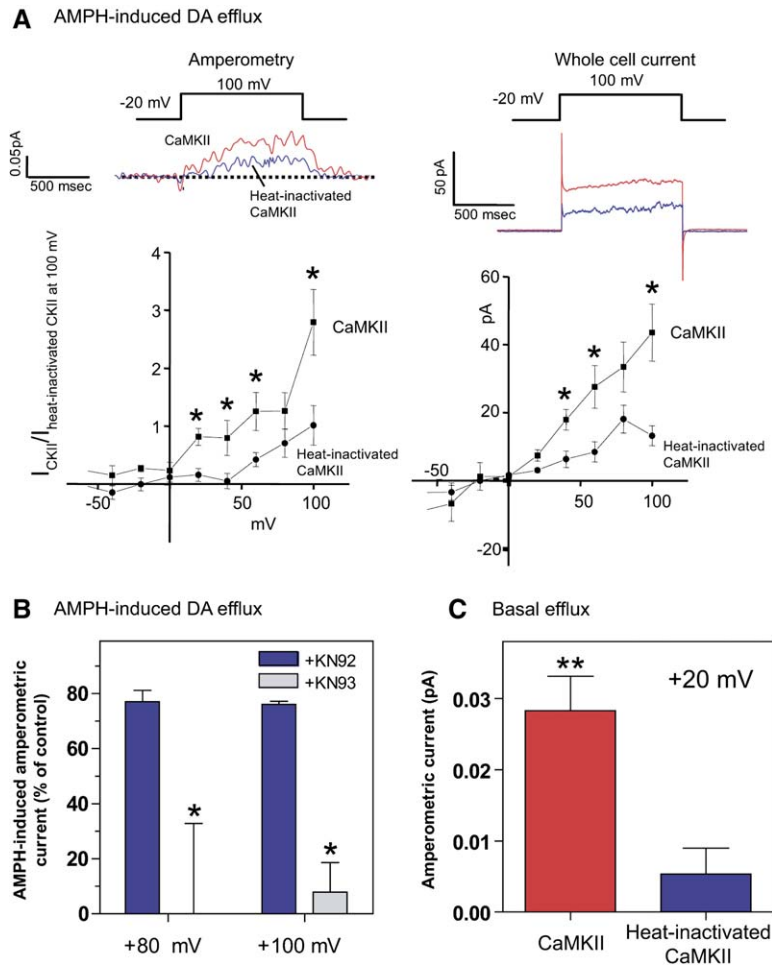 A AMPH-induced DA efflux
Amperometry
100 mV
-20 mV
0.05pA
500 msec
CaMKII
Heat-inactivated
CaMKII
Whole cell current
100 mV
-20 mV
50 pA
500 msec
I CKII/I heat-inactivated CKII at 100 mV
4
3
2
1
*
*
*
*
CaMKII
Heat-inactivated
CaMKII
-50
0
50
100
mV
60
pA
40
20
-20
*
*
*
CaMKII
Heat-inactivated
CaMKII
-50
0
50
100
B AMPH-induced DA efflux
AMPH-induced amperometric
current (% of control)
80
60
40
20
0
+KN92
+KN93
*
*
+80 mV
+100 mV
C Basal efflux
Amperometric current (pA)
0.03
0.02
0.01
0.00
**
+20 mV
CaMKII
Heat-inactivated
CaMKII